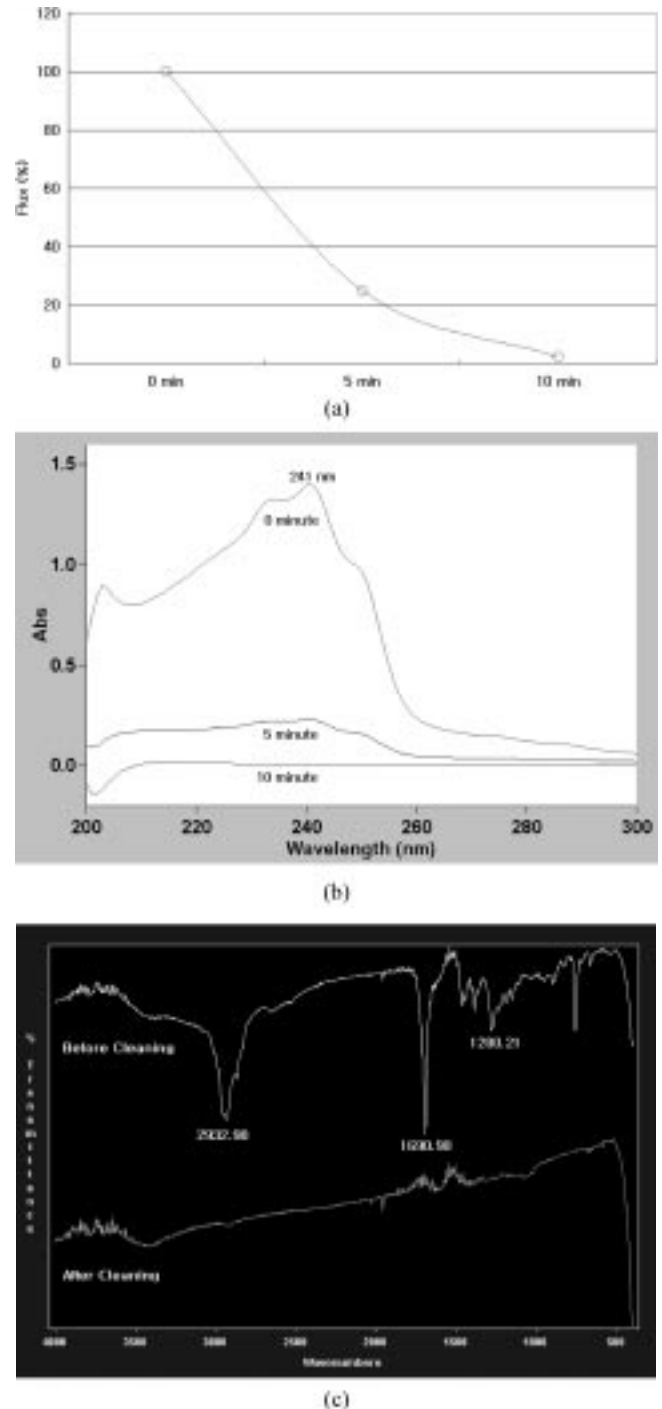 120
100
80
60
40
20
0
Flux (%)
0 min 5 min 10 min
(a)
1.5
1.0
0.5
0.0
Abs
241 nm
0 minute
5 minute
10 minute
200 220 240 260 280 300
Wavelength (nm)
(b)
% Transmittance
Before Cleaning
2932.98
1690.98
1280.21
After Cleaning
4000 3500 3000 2500 2000 1500 1000 500
Wavenumbers
(c)